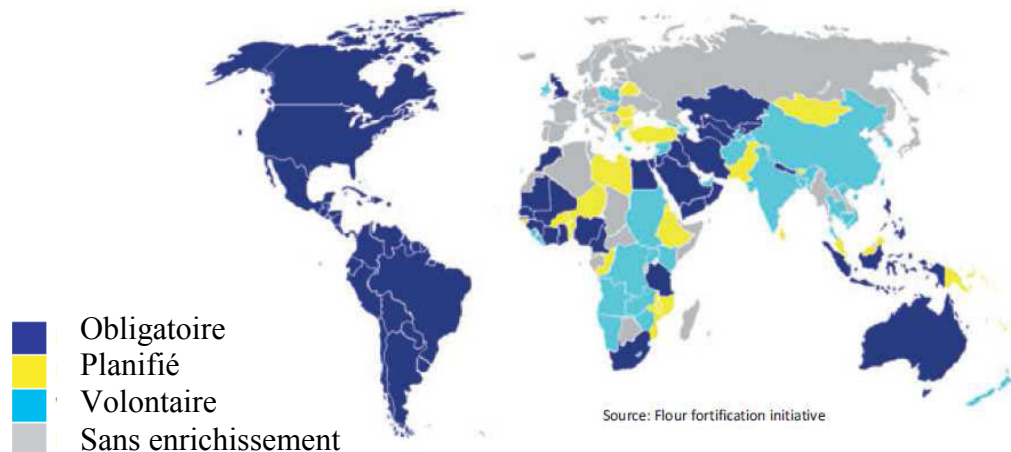 Obligatoire
Planifié
Volontaire
Sans enrichissement
Source: Flour fortification initiative